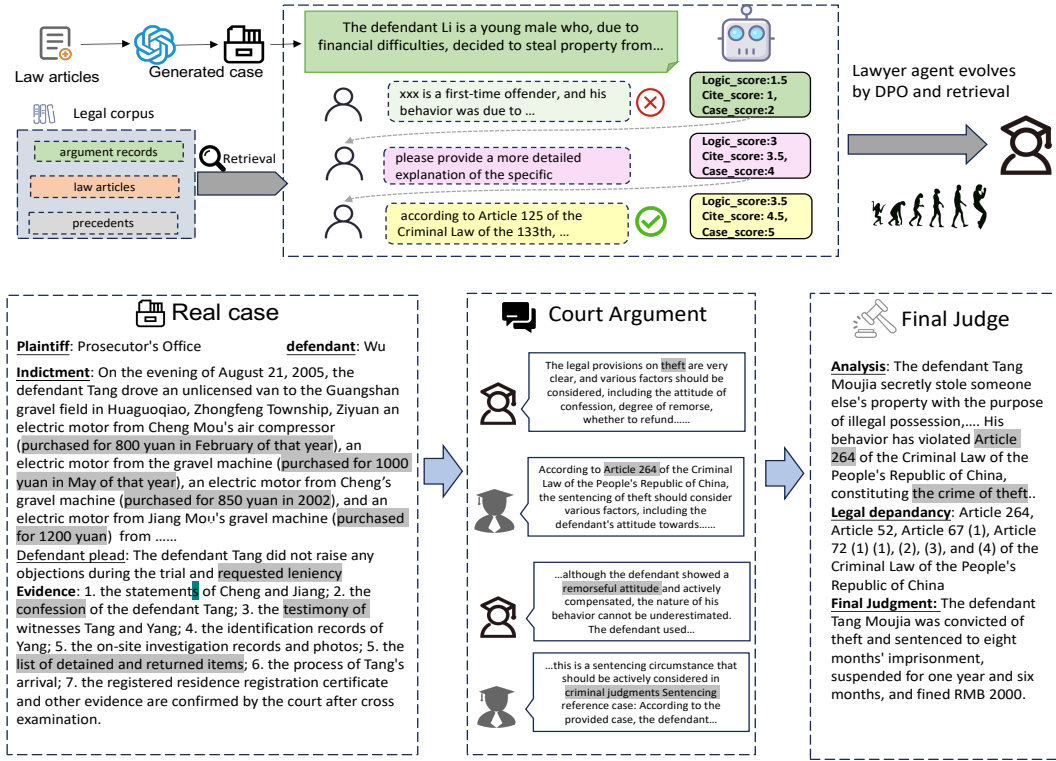 Law articles
Generated case
Legal corpus
argument records
law articles
precedents
Retrieval
The defendant Li is a young male who, due to
financial difficulties, decided to steal property from…
xxx is a first-time offender, and his
behavior was due to …
Logic_score:1.5
Cite_score: 1,
Case_score:2
please provide a more detailed
explanation of the specific
Logic_score:3
Cite_score: 3.5,
Case_score:4
according to Article 125 of the
Criminal Law of the 133th, …
Logic_score:3.5
Cite_score: 4.5,
Case_score:5
Lawyer agent evolves
by DPO and retrieval
Real case
Plaintiff: Prosecutor's Office defendant: Wu
Indictment: On the evening of August 21, 2005, the
defendant Tang drove an unlicensed van to the Guangshan
gravel field in Huaguoqiao, Zhongfeng Township, Ziyuan an
electric motor from Cheng Mou's air compressor
(purchased for 800 yuan in February of that year), an
electric motor from the gravel machine (purchased for 1000
yuan in May of that year), an electric motor from Cheng's
gravel machine (purchased for 850 yuan in 2002), and an
electric motor from Jiang Mou's gravel machine (purchased
for 1200 yuan) from ……
Defendant plead: The defendant Tang did not raise any
objections during the trial and requested leniency
Evidence: 1. the statements of Cheng and Jiang; 2. the
confession of the defendant Tang; 3. the testimony of
witnesses Tang and Yang; 4. the identification records of
Yang; 5. the on-site investigation records and photos; 5. the
list of detained and returned items; 6. the process of Tang's
arrival; 7. the registered residence registration certificate
and other evidence are confirmed by the court after cross
examination.
Court Argument
The legal provisions on theft are very
clear, and various factors should be
considered, including the attitude of
confession, degree of remorse,
whether to refund……
According to Article 264 of the Criminal
Law of the People's Republic of China,
the sentencing of theft should consider
various factors, including the
defendant's attitude towards……
…although the defendant showed a
remorseful attitude and actively
compensated, the nature of his
behavior cannot be underestimated.
The defendant used…
…this is a sentencing circumstance that
should be actively considered in
criminal judgments Sentencing
reference case: According to the
provided case, the defendant…
Final Judge
Analysis: The defendant Tang
Moujia secretly stole someone
else's property with the purpose
of illegal possession,…. His
behavior has violated Article
264 of the Criminal Law of the
People's Republic of China,
constituting the crime of theft..
Legal depandancy: Article 264,
Article 52, Article 67 (1), Article
72 (1) (1), (2), (3), and (4) of the
Criminal Law of the People's
Republic of China
Final Judgment: The defendant
Tang Moujia was convicted of
theft and sentenced to eight
months' imprisonment,
suspended for one year and six
months, and fined RMB 2000.